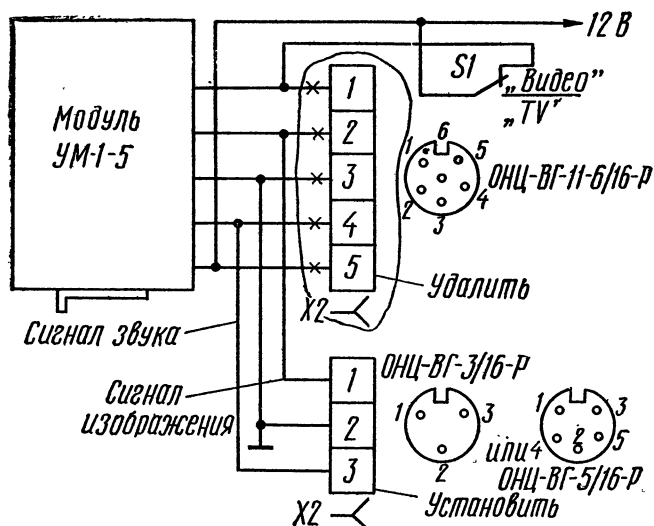 12 В
S1
„Видео”
„TV”
Модуль
УМ-1-5
1
2
3
4
5
1 6 5
2 3 4
ОНЦ-ВГ-11-6/16-Р
Удалить
X2
Сигнал звука
Сигнал
изображения
1
2
3
ОНЦ-ВГ-3/16-Р
1 3
2
или
1 3
4 2 5
ОНЦ-ВГ-5/16-Р
Установить
X2